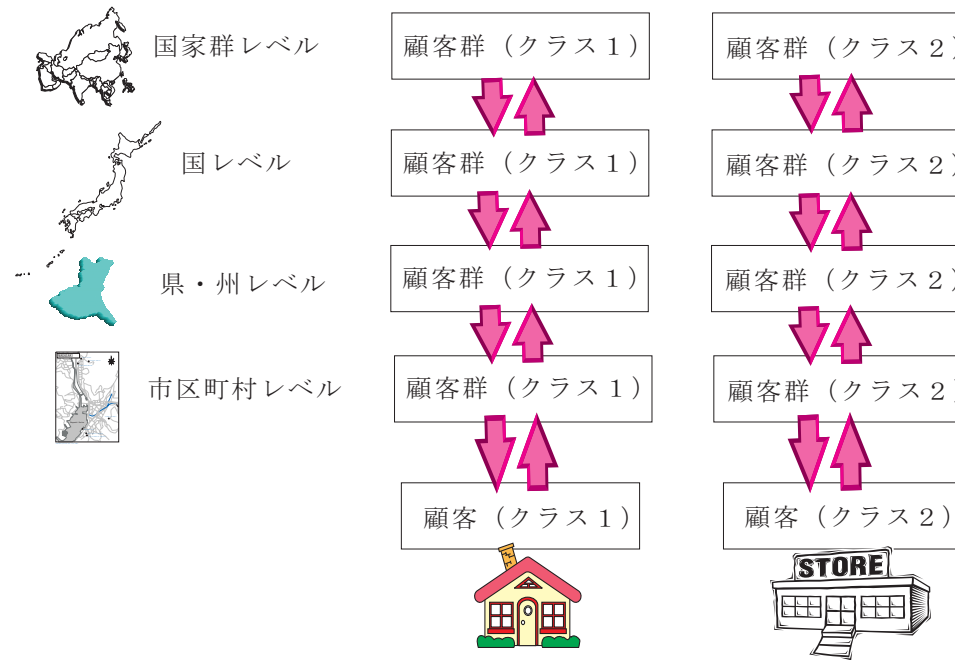 国家群レベル
顧客群（クラス１）
顧客群（クラス２）
国レベル
顧客群（クラス１）
顧客群（クラス２）
県・州レベル
顧客群（クラス１）
顧客群（クラス２）
市区町村レベル
顧客群（クラス１）
顧客群（クラス２）
顧客（クラス１）
顧客（クラス２）
STORE